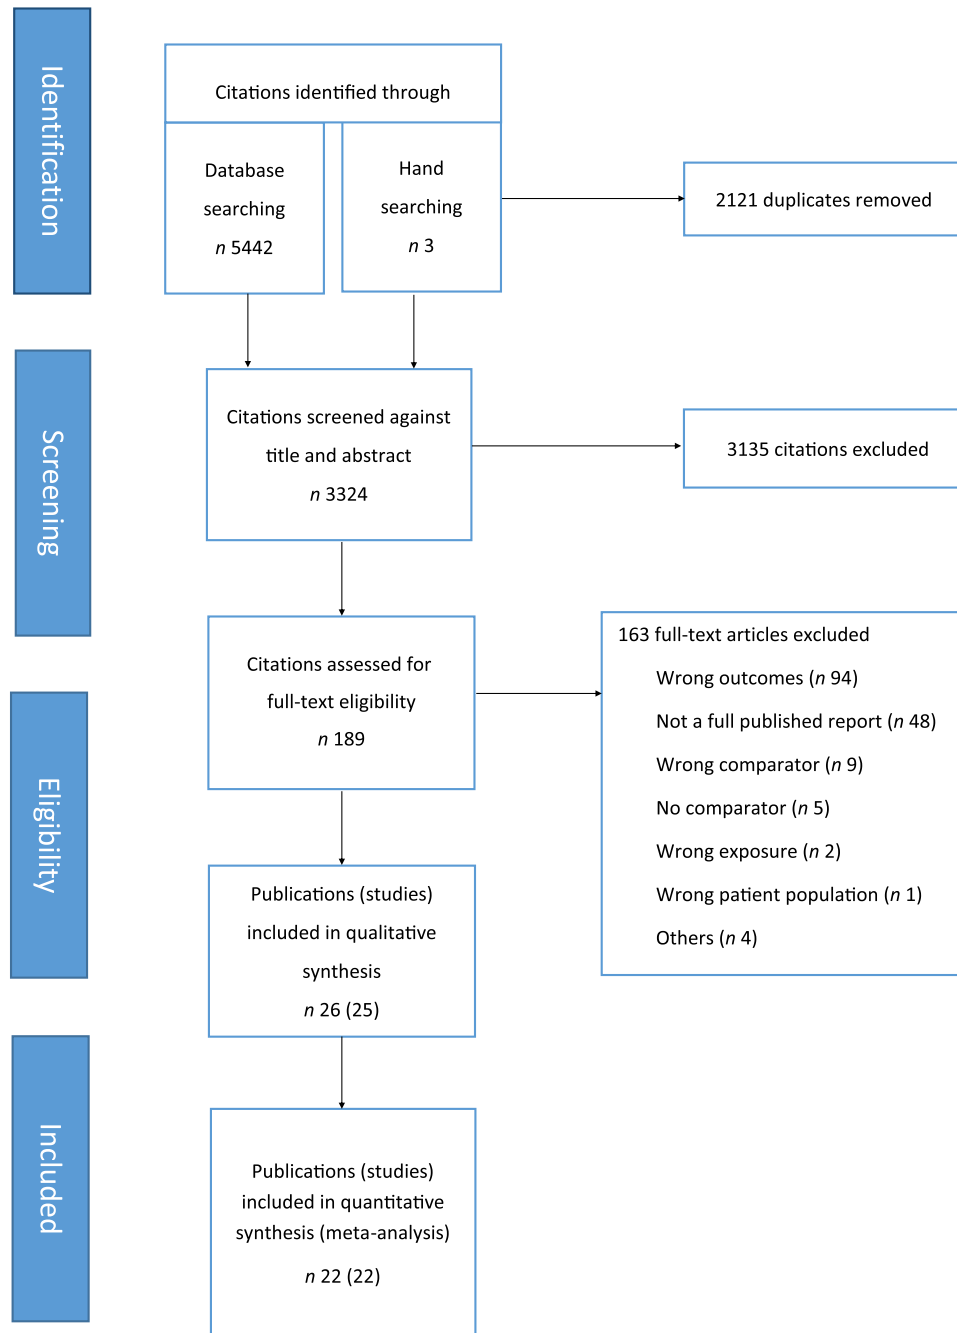 Identification
Citations identified through
Database
searching
n 5442
Hand
searching
n 3
2121 duplicates removed
Screening
Citations screened against
title and abstract
n 3324
3135 citations excluded
Eligibility
Citations assessed for
full-text eligibility
n 189
163 full-text articles excluded
Wrong outcomes (n 94)
Not a full published report (n 48)
Wrong comparator (n 9)
No comparator (n 5)
Wrong exposure (n 2)
Wrong patient population (n 1)
Others (n 4)
Publications (studies)
included in qualitative
synthesis
n 26 (25)
Included
Publications (studies)
included in quantitative
synthesis (meta-analysis)
n 22 (22)